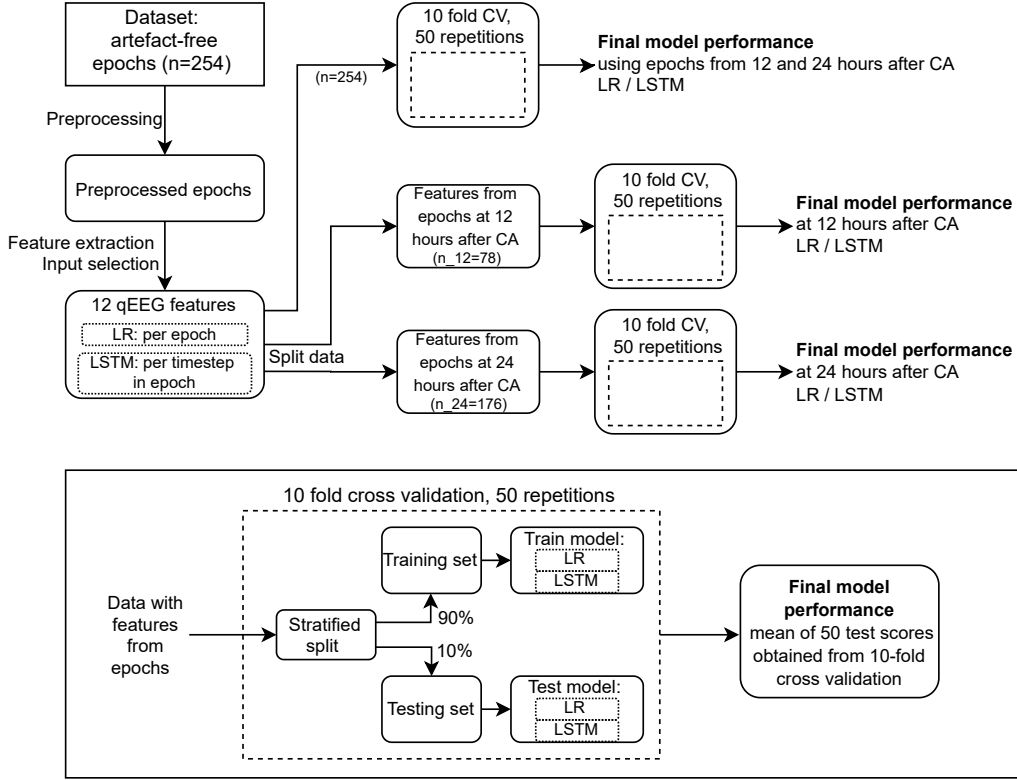 Dataset:
artefact-free
epochs (n=254)
Preprocessing
Preprocessed epochs
Feature extraction
Input selection
12 qEEG features
LR: per epoch
LSTM: per timestep
in epoch
(n=254)
10 fold CV,
50 repetitions
Final model performance
using epochs from 12 and 24 hours after CA
LR / LSTM
Features from
epochs at 12
hours after CA
(n_12=78)
10 fold CV,
50 repetitions
Final model performance
at 12 hours after CA
LR / LSTM
Split data
Features from
epochs at 24
hours after CA
(n_24=176)
10 fold CV,
50 repetitions
Final model performance
at 24 hours after CA
LR / LSTM
10 fold cross validation, 50 repetitions
Data with
features
from
epochs
Stratified
split
90%
10%
Training set
Train model:
LR
LSTM
Testing set
Test model:
LR
LSTM
Final model
performance
mean of 50 test scores
obtained from 10-fold
cross validation